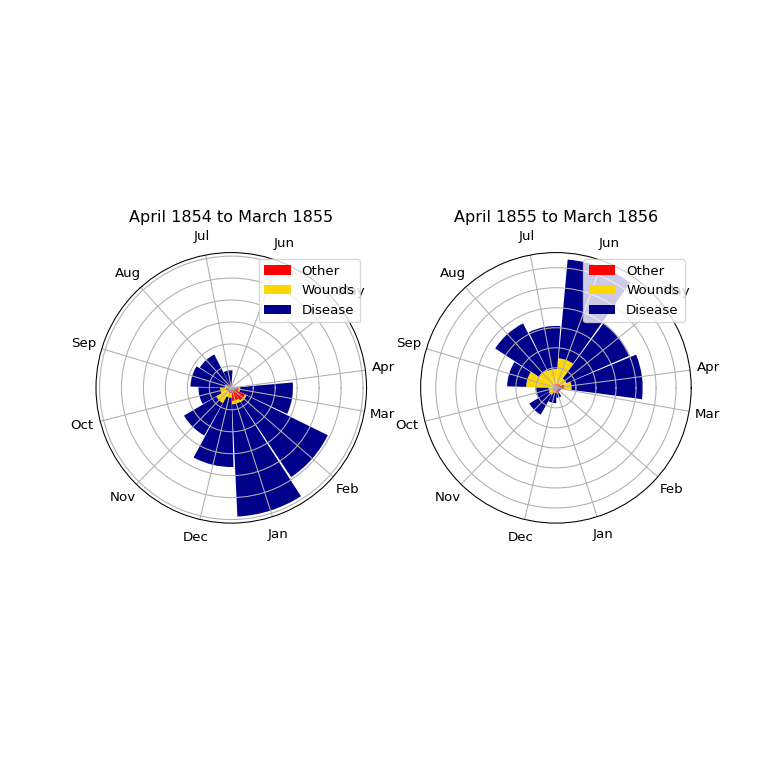 April 1854 to March 1855
Jul
Jun
Aug
Other
Wounds
Disease
Sep
Apr
Mar
Oct
Feb
Nov
Jan
Dec
April 1855 to March 1856
Jul
Jun
Aug
Other
Wounds
Disease
Sep
Apr
Mar
Oct
Feb
Nov
Jan
Dec